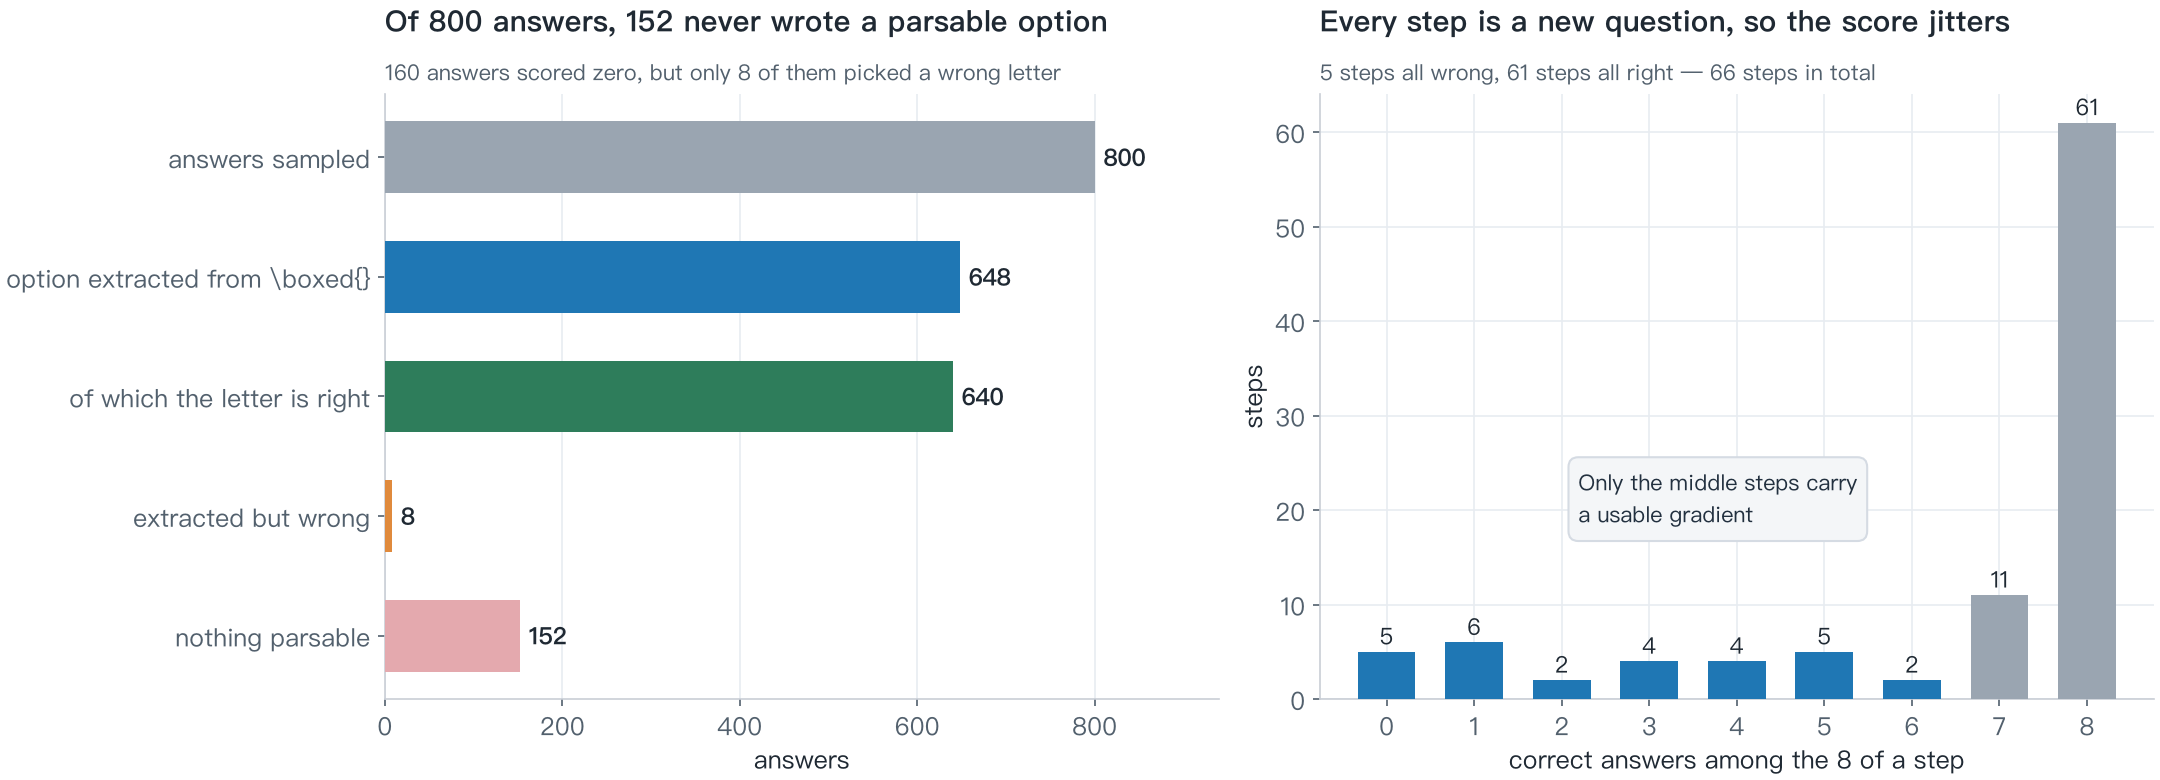 Of 800 answers, 152 never wrote a parsable option
160 answers scored zero, but only 8 of them picked a wrong letter
answers sampled
800
option extracted from \boxed{}
648
of which the letter is right
640
extracted but wrong
8
nothing parsable
152
0 200 400 600 800
answers
Every step is a new question, so the score jitters
5 steps all wrong, 61 steps all right — 66 steps in total
steps
60
50
40
30
20
10
0
Only the middle steps carry
a usable gradient
5 6 2 4 4 5 2 11 61
0 1 2 3 4 5 6 7 8
correct answers among the 8 of a step